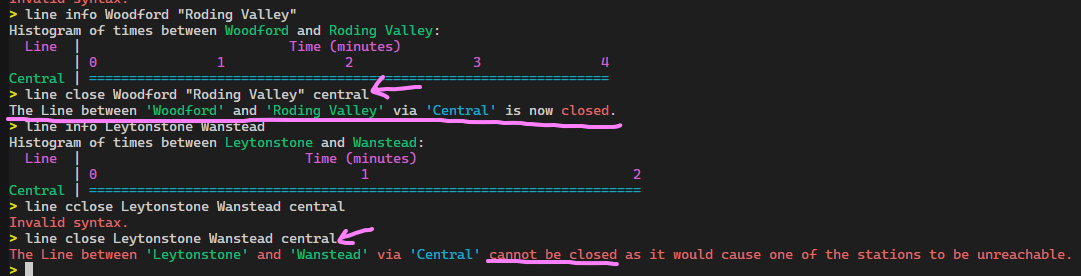 Invalid syntax.
> line info Woodford "Roding Valley"
Histogram of times between Woodford and Roding Valley:
Line | Time (minutes)
| 0 1 2 3 4
Central | =================================================================
> line close Woodford "Roding Valley" central
The Line between 'Woodford' and 'Roding Valley' via 'Central' is now closed.
> line info Leytonstone Wanstead
Histogram of times between Leytonstone and Wanstead:
Line | Time (minutes)
| 0 1 2
Central | =====================================================================
> line cclose Leytonstone Wanstead central
Invalid syntax.
> line close Leytonstone Wanstead central
The Line between 'Leytonstone' and 'Wanstead' via 'Central' cannot be closed as it would cause one of the stations to be unreachable.
>